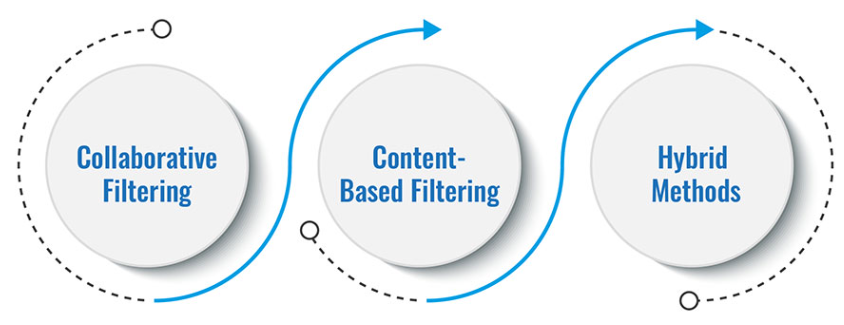 Collaborative
Filtering
Content-
Based Filtering
Hybrid
Methods